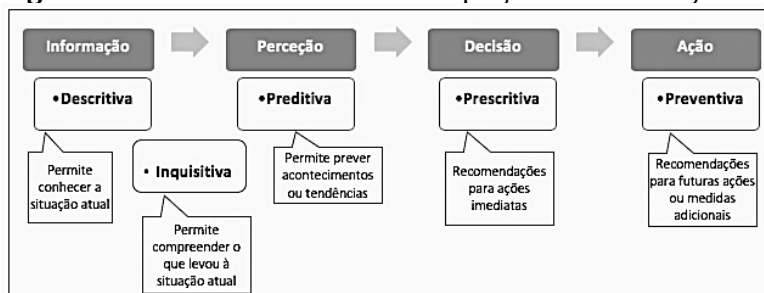 Informação
Perceção
Decisão
Ação
•Descritiva
•Preditiva
•Prescritiva
•Preventiva
Permite
conhecer a
situação atual
• Inquisitiva
Permite
compreender o
que levou à
situação atual
Permite prever
acontecimentos
ou tendências
Recomendações
para ações
imediatas
Recomendações
para futuras ações
ou medidas
adicionais